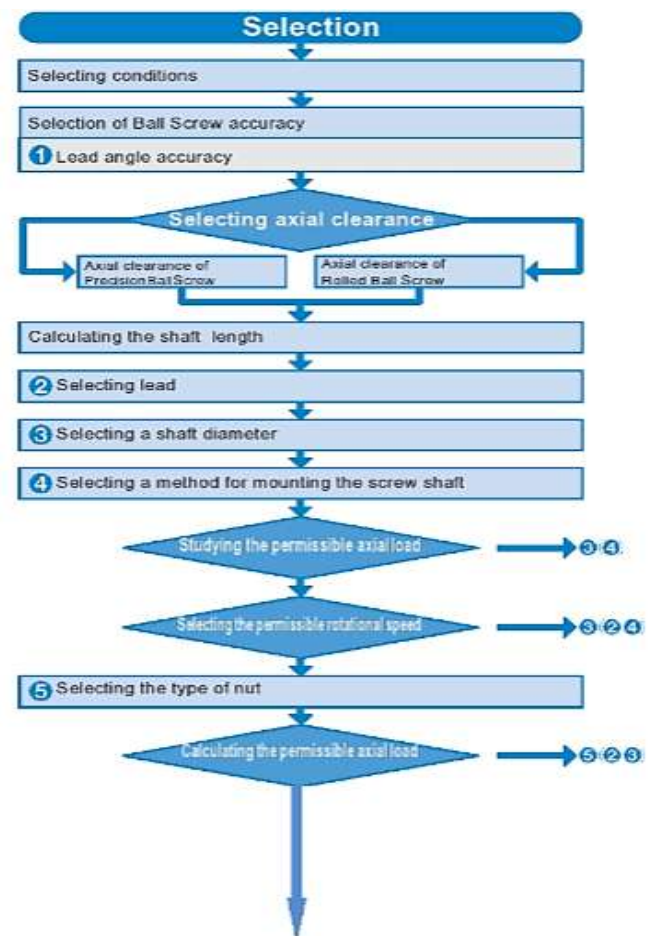 Selection
Selecting conditions
Selection of Ball Screw accuracy
1 Lead angle accuracy
Selecting axial clearance
Axial clearance of
Precision Ball Screw
Axial clearance of
Rolled Ball Screw
Calculating the shaft length
2 Selecting lead
3 Selecting a shaft diameter
4 Selecting a method for mounting the screw shaft
Studying the permissible axial load
3 4
Selecting the permissible rotational speed
3 2 4
5 Selecting the type of nut
Calculating the permissible axial load
5 2 3